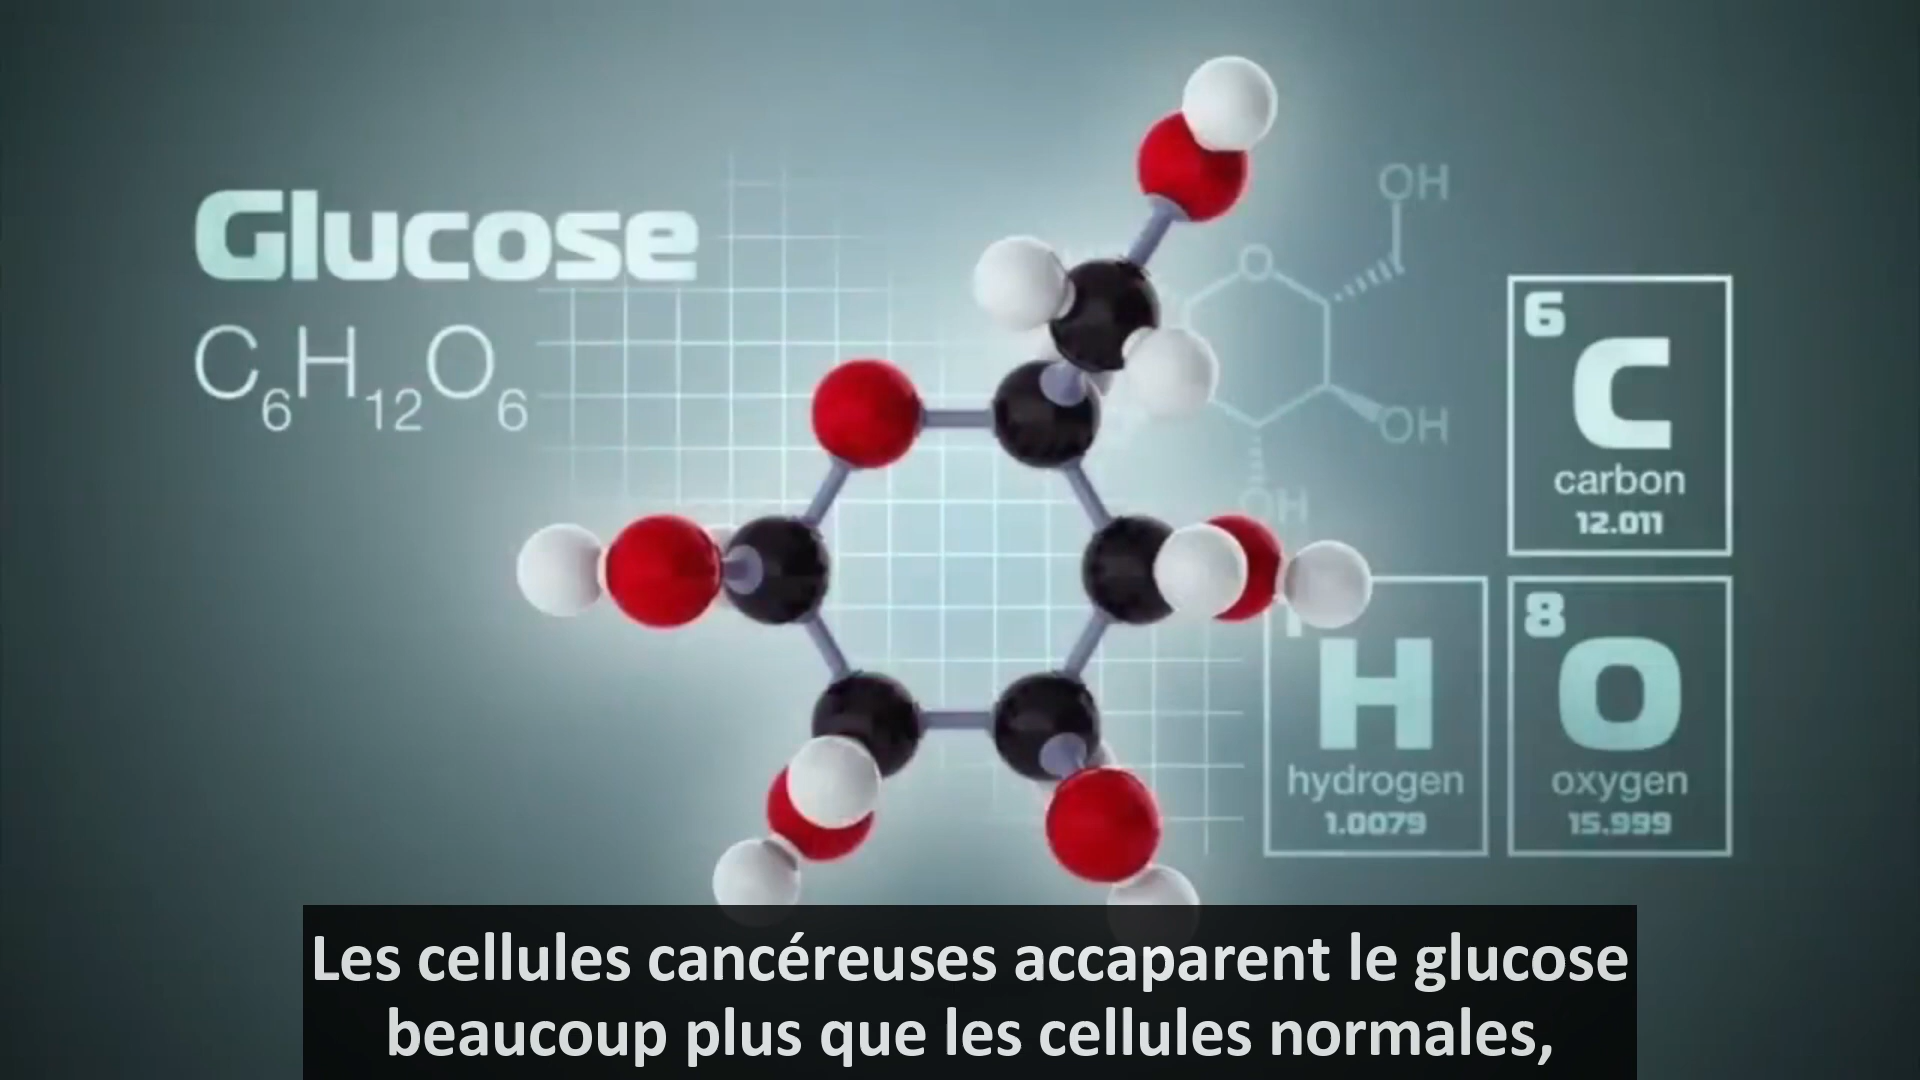 Glucose
C₆H₁₂O₆
OH
O
OH
OH
6
C
carbon
12.011
H
hydrogen
1.0079
8
O
oxygen
15.999
Les cellules cancéreuses accaparent le glucose
beaucoup plus que les cellules normales,